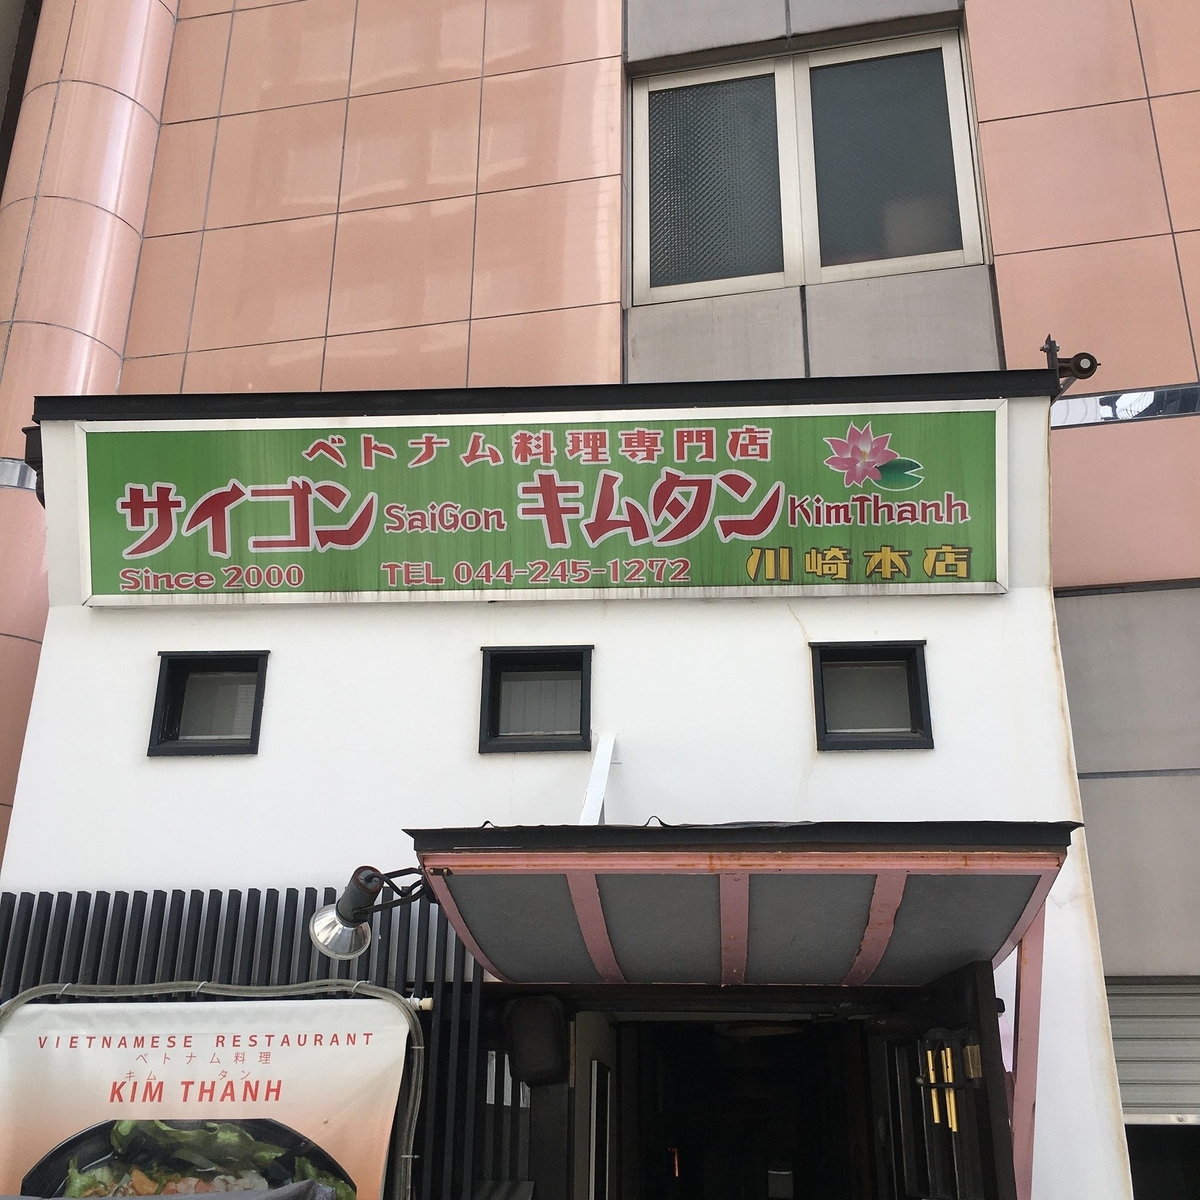 ベトナム料理専門店
サイゴン SaiGon キムタン KimThanh
Since 2000 TEL 044-245-1272 川崎本店
VIETNAMESE RESTAURANT
ベトナム料理
キム タン
KIM THANH